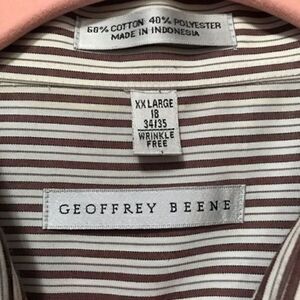 60% COTTON 40% POLYESTER
MADE IN INDONESIA
XX LARGE
18
34/35
WRINKLE
FREE
GEOFFREY BEENE